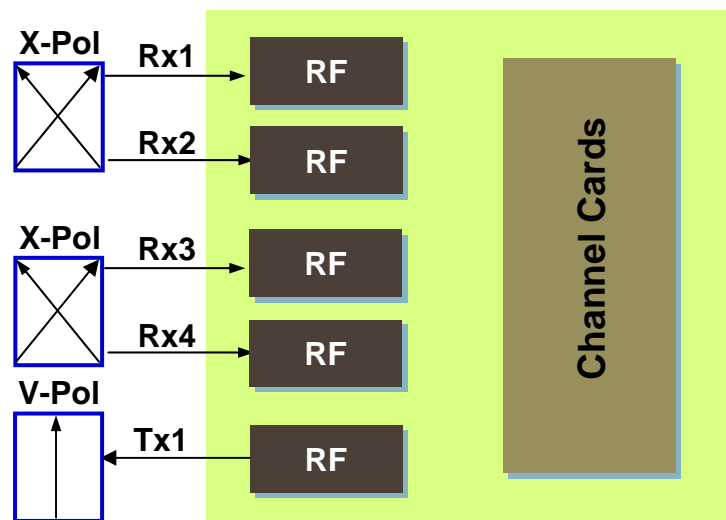 X-Pol
Rx1
RF
Rx2
RF
X-Pol
Rx3
RF
Rx4
RF
V-Pol
Tx1
RF
Channel Cards